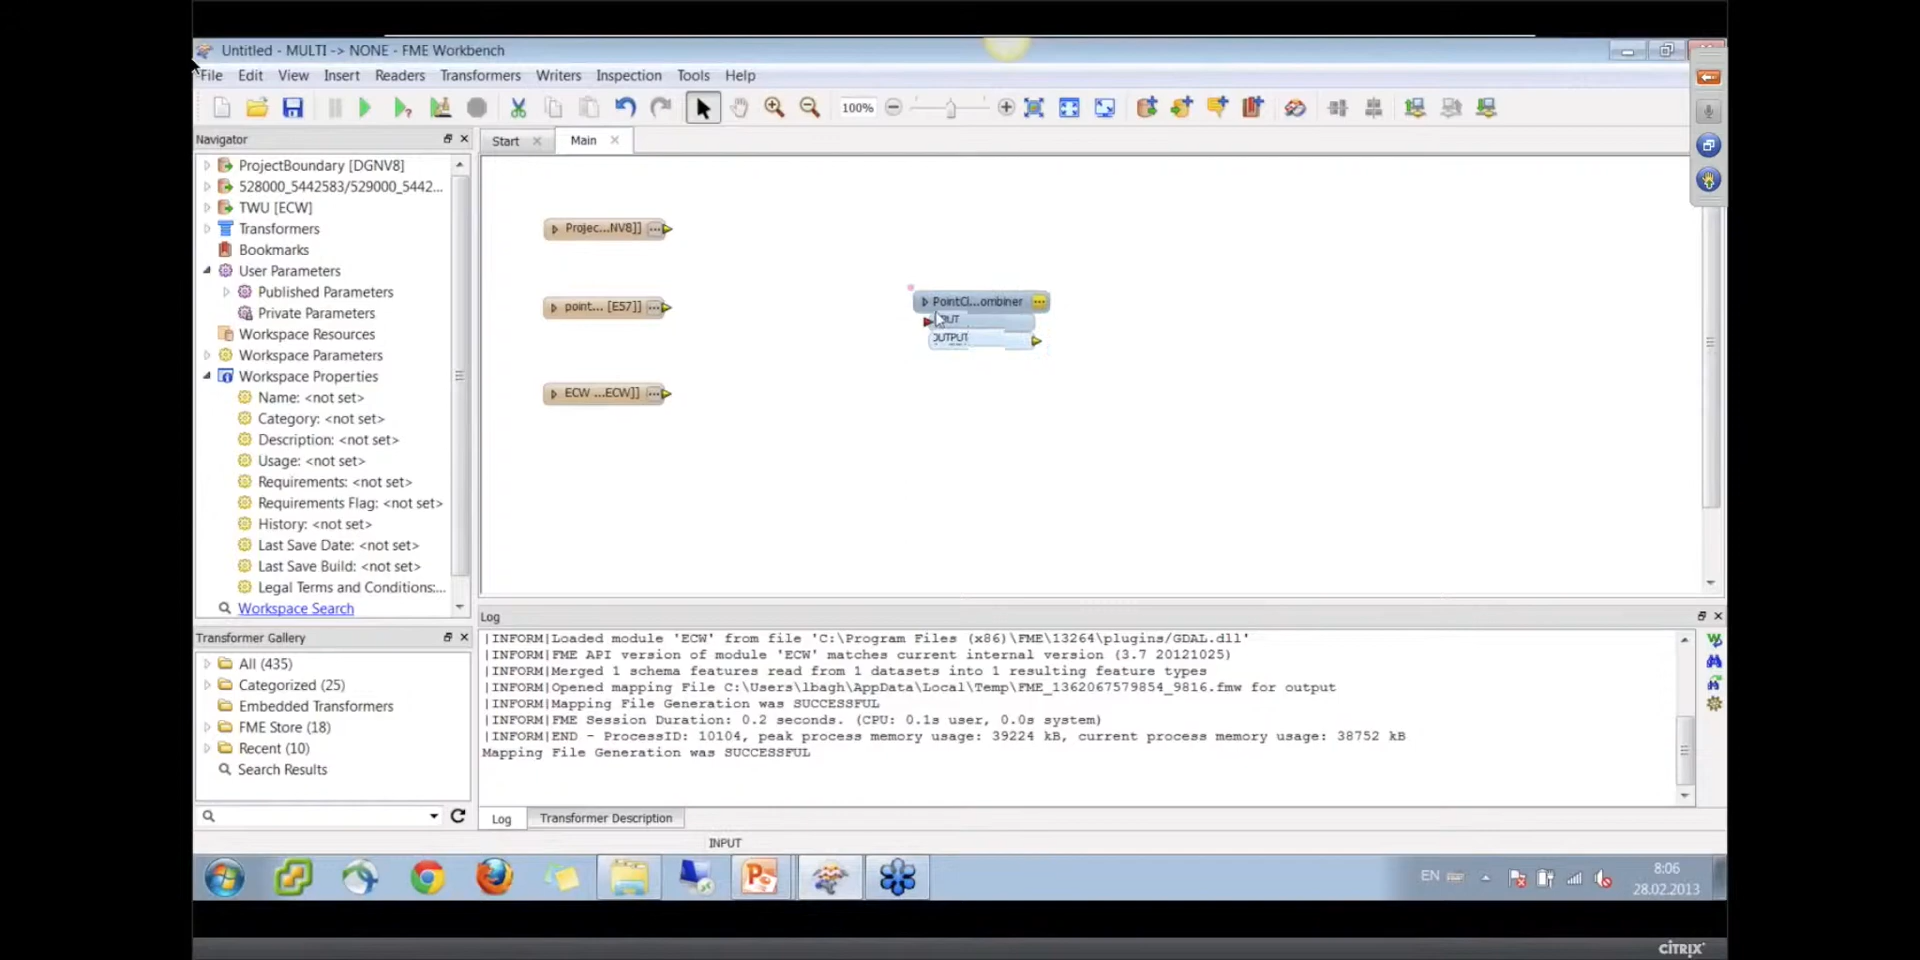 Untitled - MULTI -> NONE - FME Workbench
File Edit View Insert Readers Transformers Writers Inspection Tools Help
100%
Navigator
Start
Main
ProjectBoundary [DGNV8]
528000_5442583/529000_5442...
TWU [ECW]
Transformers
Bookmarks
User Parameters
Published Parameters
Private Parameters
Workspace Resources
Workspace Parameters
Workspace Properties
Name: <not set>
Category: <not set>
Description: <not set>
Usage: <not set>
Requirements: <not set>
Requirements Flag: <not set>
History: <not set>
Last Save Date: <not set>
Last Save Build: <not set>
Legal Terms and Conditions:...
Workspace Search
Projec...NV8]]
point... [E57]]
ECW ...ECW]]
PointCl...ombiner
OUTPUT
Transformer Gallery
All (435)
Categorized (25)
Embedded Transformers
FME Store (18)
Recent (10)
Search Results
Log
|INFORM|Loaded module 'ECW' from file 'C:\Program Files (x86)\FME\13264\plugins/GDAL.dll'
|INFORM|FME API version of module 'ECW' matches current internal version (3.7 20121025)
|INFORM|Merged 1 schema features read from 1 datasets into 1 resulting feature types
|INFORM|Opened mapping File C:\Users\lbagh\AppData\Local\Temp\FME_1362067579854_9816.fmw for output
|INFORM|Mapping File Generation was SUCCESSFUL
|INFORM|FME Session Duration: 0.2 seconds. (CPU: 0.1s user, 0.0s system)
|INFORM|END - ProcessID: 10104, peak process memory usage: 39224 kB, current process memory usage: 38752 kB
Mapping File Generation was SUCCESSFUL
Log
Transformer Description
INPUT
EN
8:06
28.02.2013
CITRIX